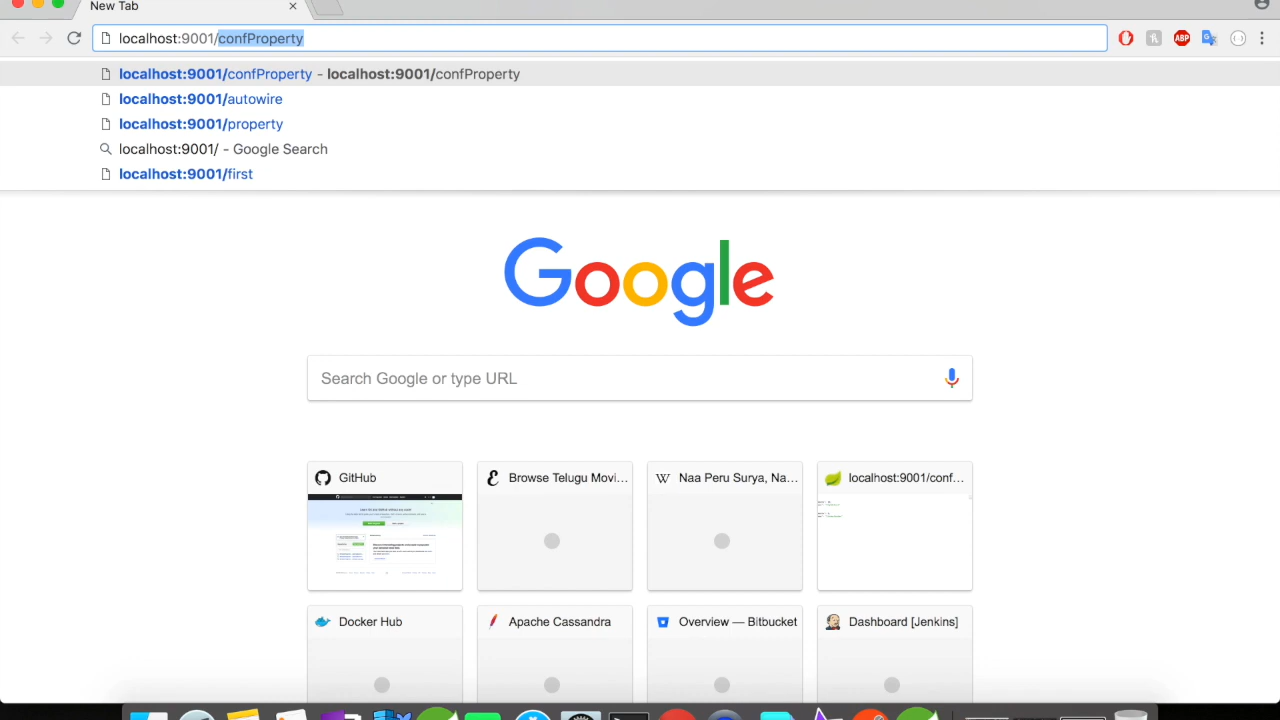 New Tab
localhost:9001/confProperty
localhost:9001/confProperty - localhost:9001/confProperty
localhost:9001/autowire
localhost:9001/property
localhost:9001/ - Google Search
localhost:9001/first
Google
Search Google or type URL
GitHub
Browse Telugu Movi...
Naa Peru Surya, Na...
localhost:9001/conf...
Docker Hub
Apache Cassandra
Overview — Bitbucket
Dashboard [Jenkins]
ABP